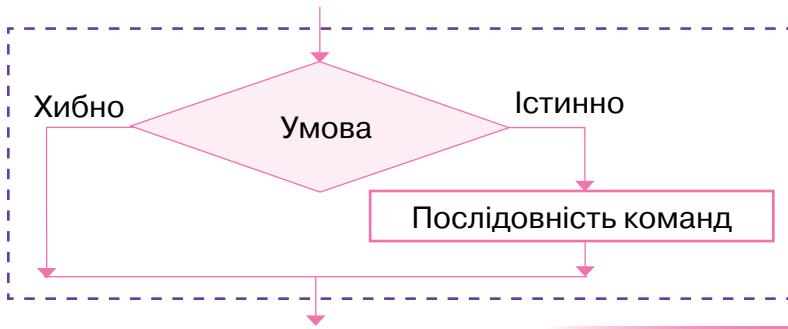 Хибно
Істинно
Умова
Послідовність команд